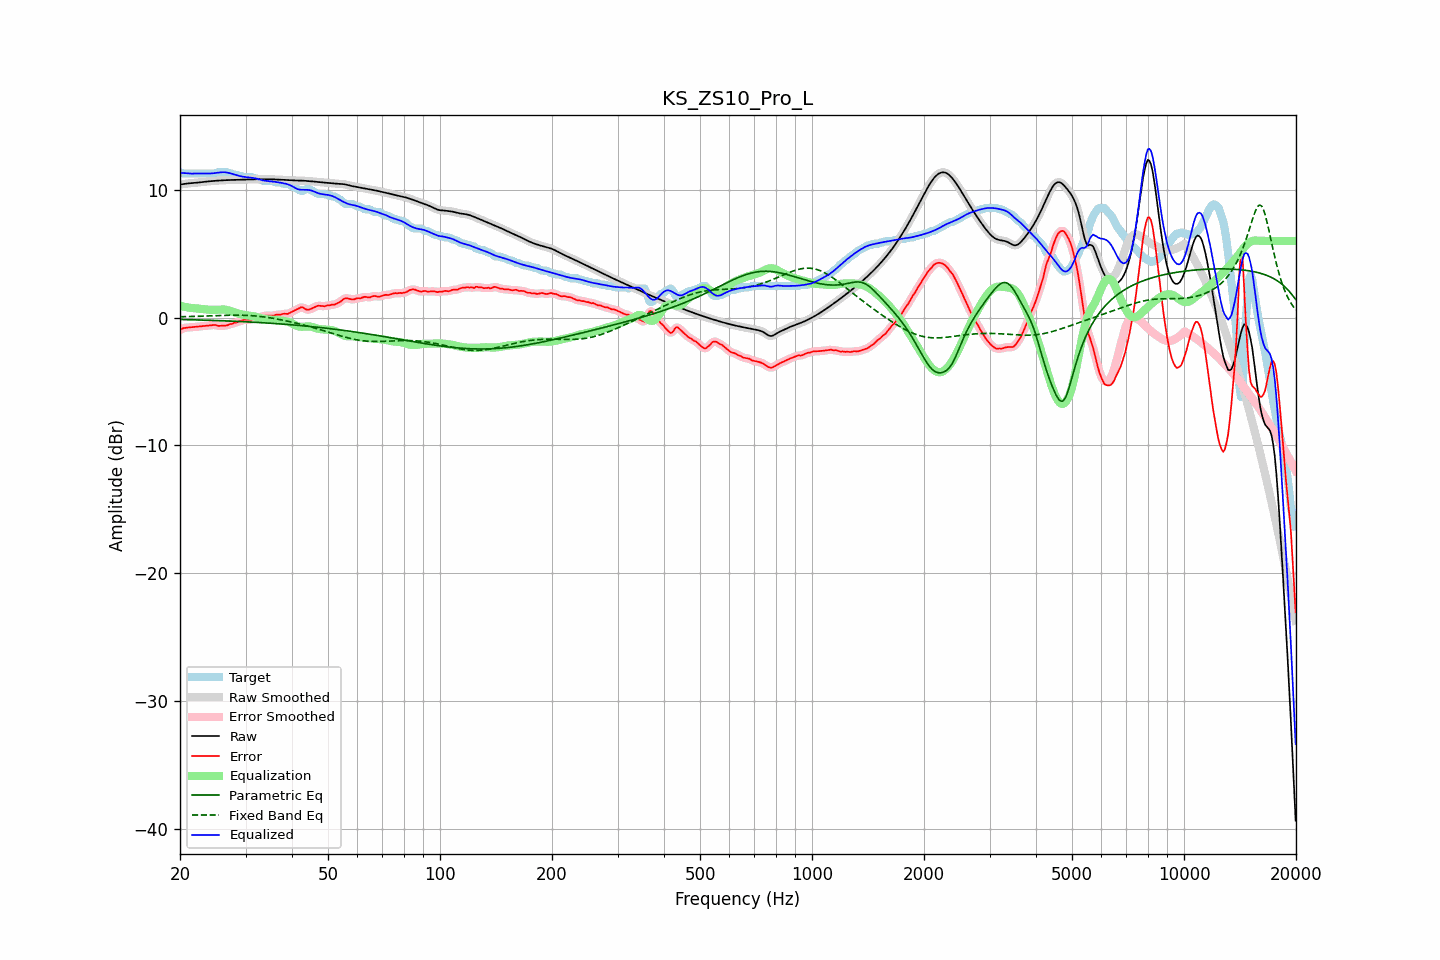 KS_ZS10_Pro_L
Amplitude (dBr)
10
0
−10
−20
−30
−40
Target
Raw Smoothed
Error Smoothed
Raw
Error
Equalization
Parametric Eq
Fixed Band Eq
Equalized
20 50 100 200 500 1000 2000 5000 10000 20000
Frequency (Hz)